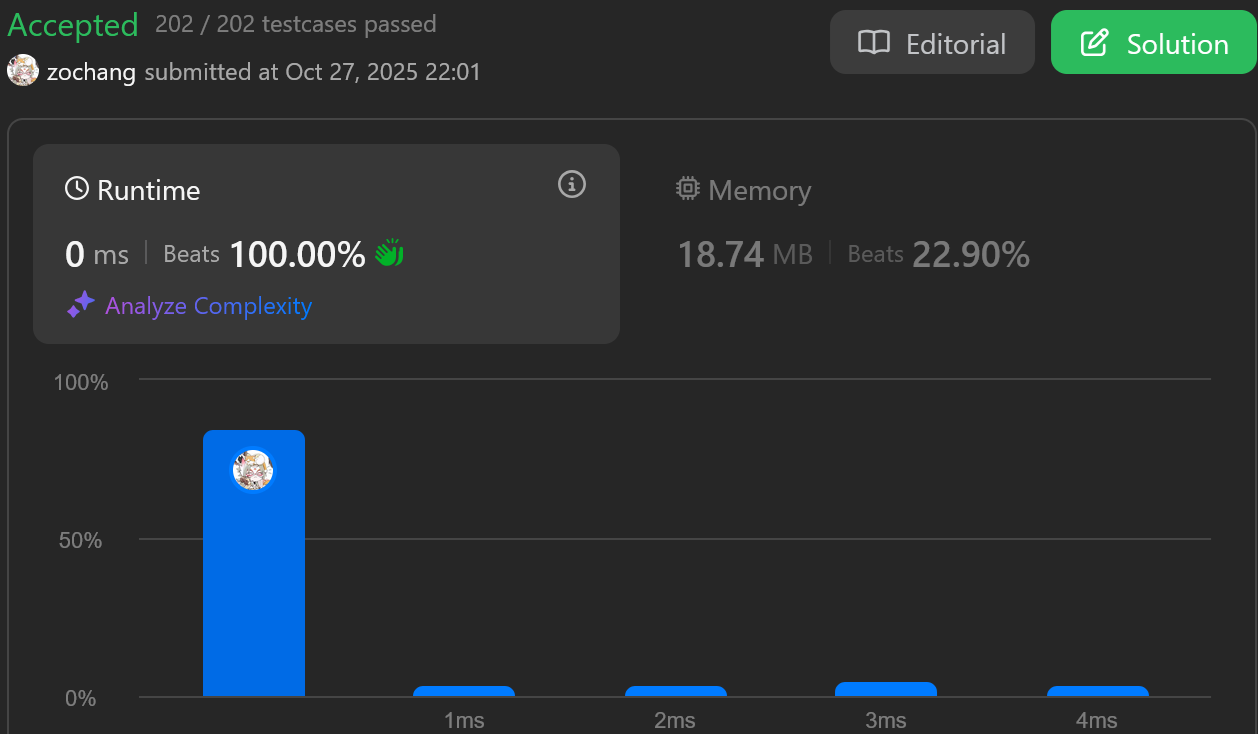 Accepted 202 / 202 testcases passed
Editorial
Solution
zochang submitted at Oct 27, 2025 22:01
Runtime
0 ms | Beats 100.00%
Analyze Complexity
Memory
18.74 MB | Beats 22.90%
100%
50%
0%
1ms 2ms 3ms 4ms